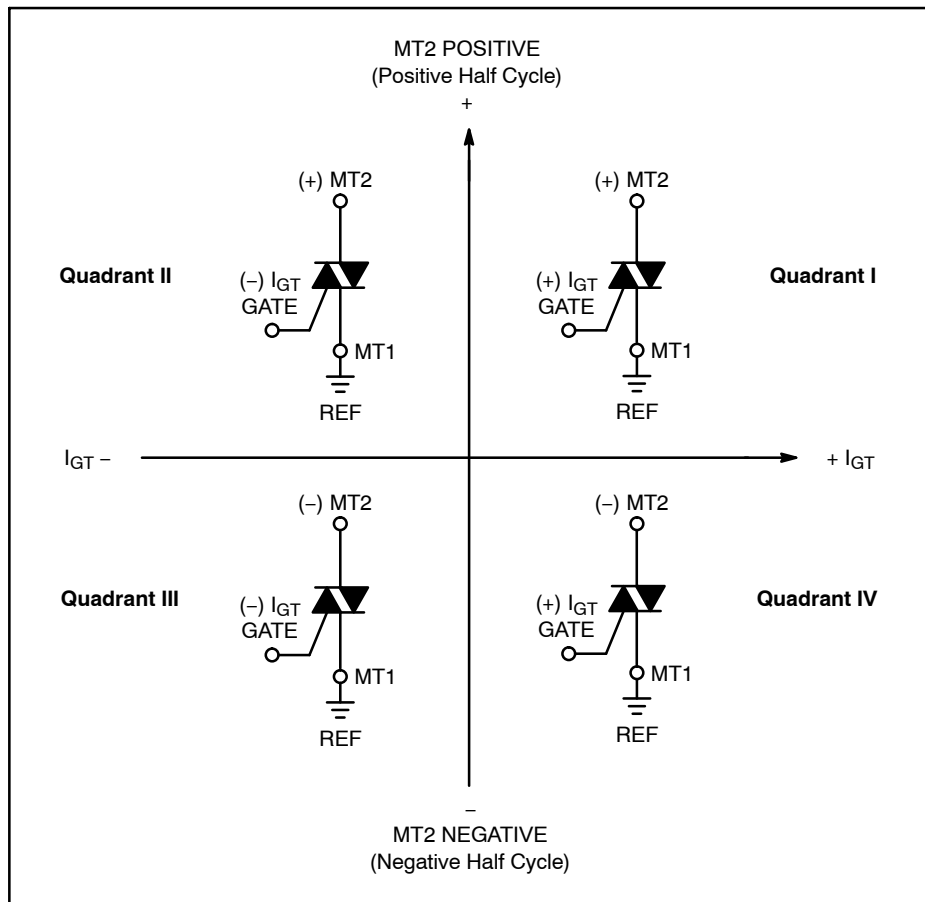 MT2 POSITIVE
(Positive Half Cycle)
+
(+) MT2
(+) MT2
Quadrant II
(−) IGT
GATE
(+) IGT
GATE
Quadrant I
MT1
MT1
REF
REF
IGT −
+ IGT
(−) MT2
(−) MT2
Quadrant III
(−) IGT
GATE
(+) IGT
GATE
Quadrant IV
MT1
MT1
REF
REF
−
MT2 NEGATIVE
(Negative Half Cycle)